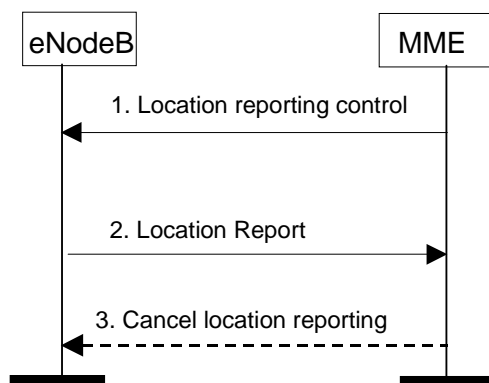 eNodeB
MME
1. Location reporting control
2. Location Report
3. Cancel location reporting